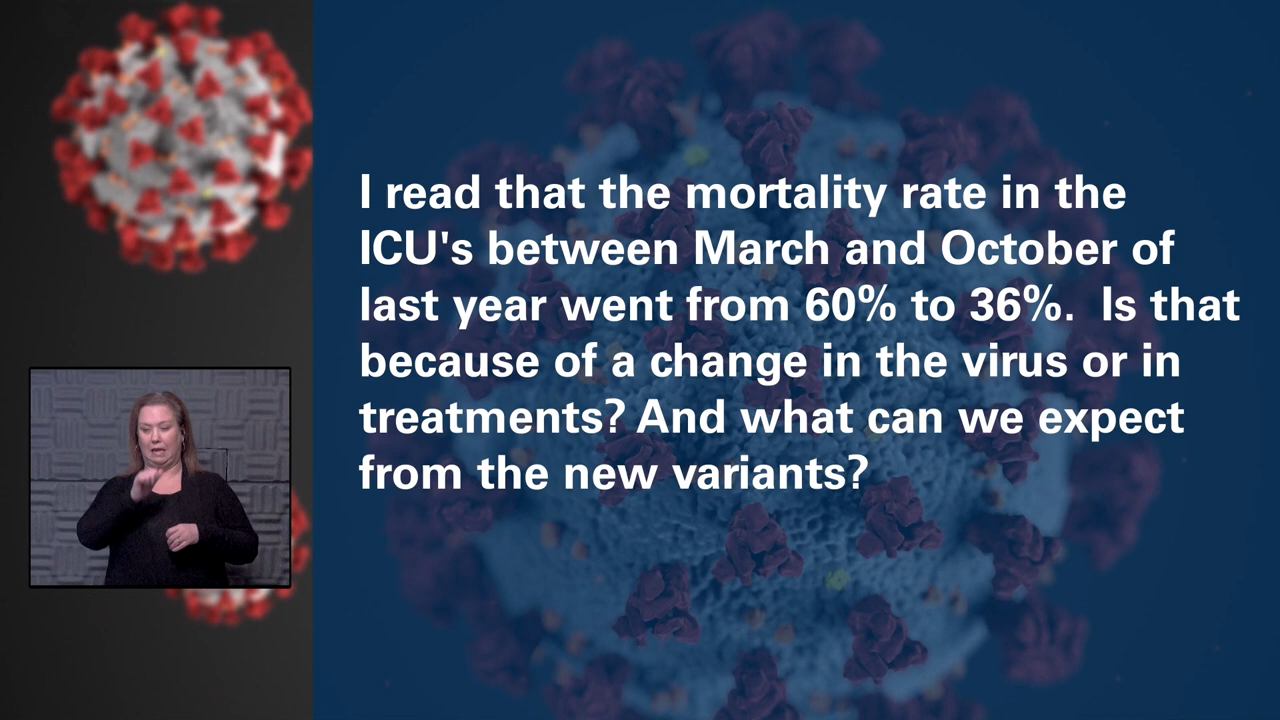 I read that the mortality rate in the
ICU's between March and October of
last year went from 60% to 36%.  Is that
because of a change in the virus or in
treatments? And what can we expect
from the new variants?